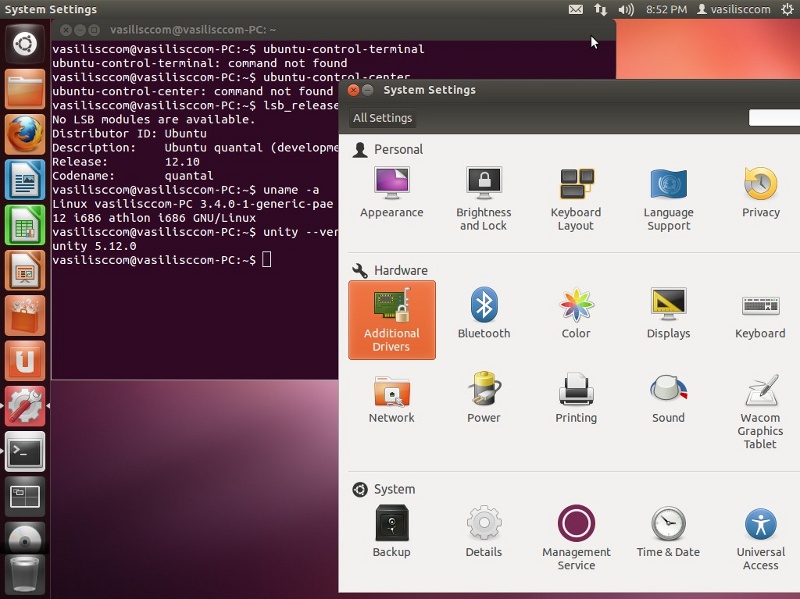 System Settings
8:52 PM
vasilisccom
vasilisccom@vasilisccom-PC: ~
vasilisccom@vasilisccom-PC:~$ ubuntu-control-terminal
ubuntu-control-terminal: command not found
vasilisccom@vasilisccom-PC:~$ ubuntu-control-center
ubuntu-control-center: command not found
vasilisccom@vasilisccom-PC:~$ lsb_release
No LSB modules are available.
Distributor ID: Ubuntu
Description: Ubuntu quantal (developme
Release: 12.10
Codename: quantal
vasilisccom@vasilisccom-PC:~$ uname -a
Linux vasilisccom-PC 3.4.0-1-generic-pae
12 i686 athlon i686 GNU/Linux
vasilisccom@vasilisccom-PC:~$ unity --ver
unity 5.12.0
vasilisccom@vasilisccom-PC:~$
System Settings
All Settings
Personal
Appearance
Brightness
and Lock
Keyboard
Layout
Language
Support
Privacy
Hardware
Additional
Drivers
Bluetooth
Color
Displays
Keyboard
Network
Power
Printing
Sound
Wacom
Graphics
Tablet
System
Backup
Details
Management
Service
Time & Date
Universal
Access